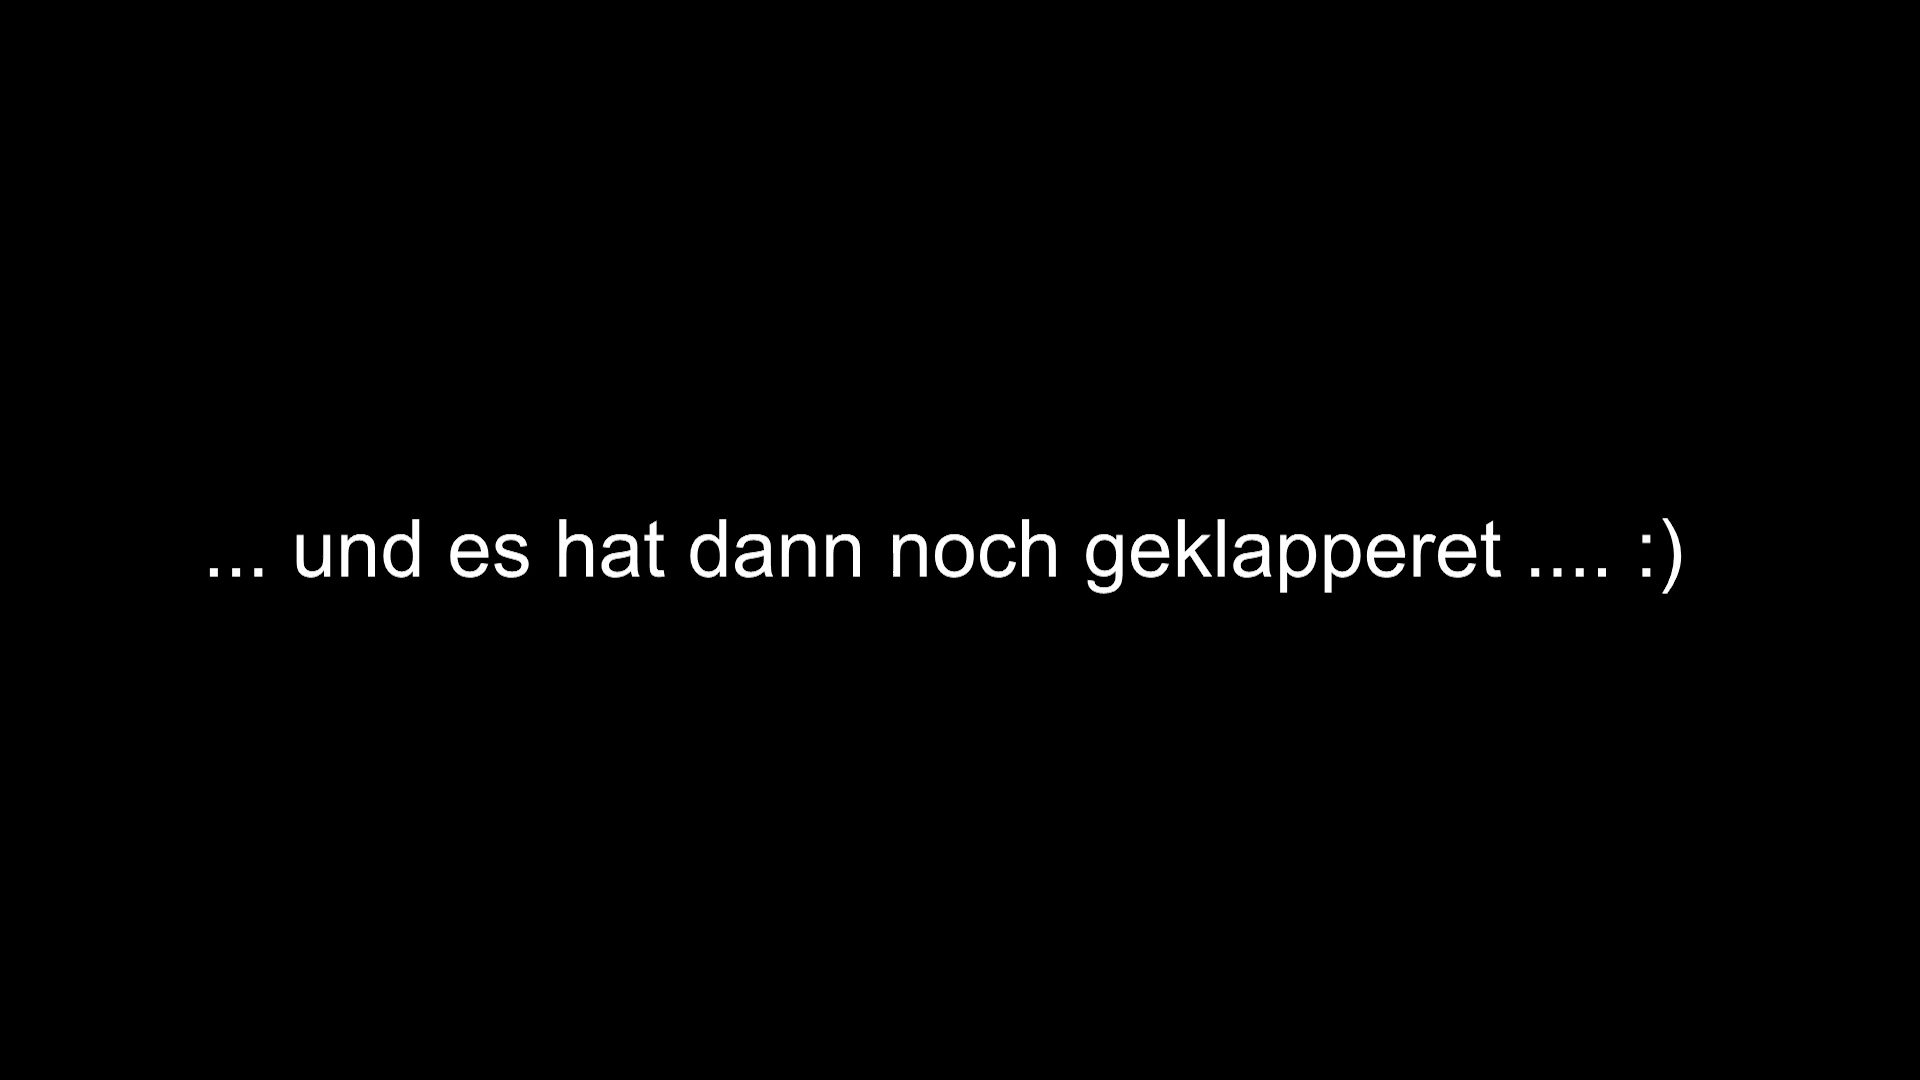 ... und es hat dann noch geklapperet .... :)